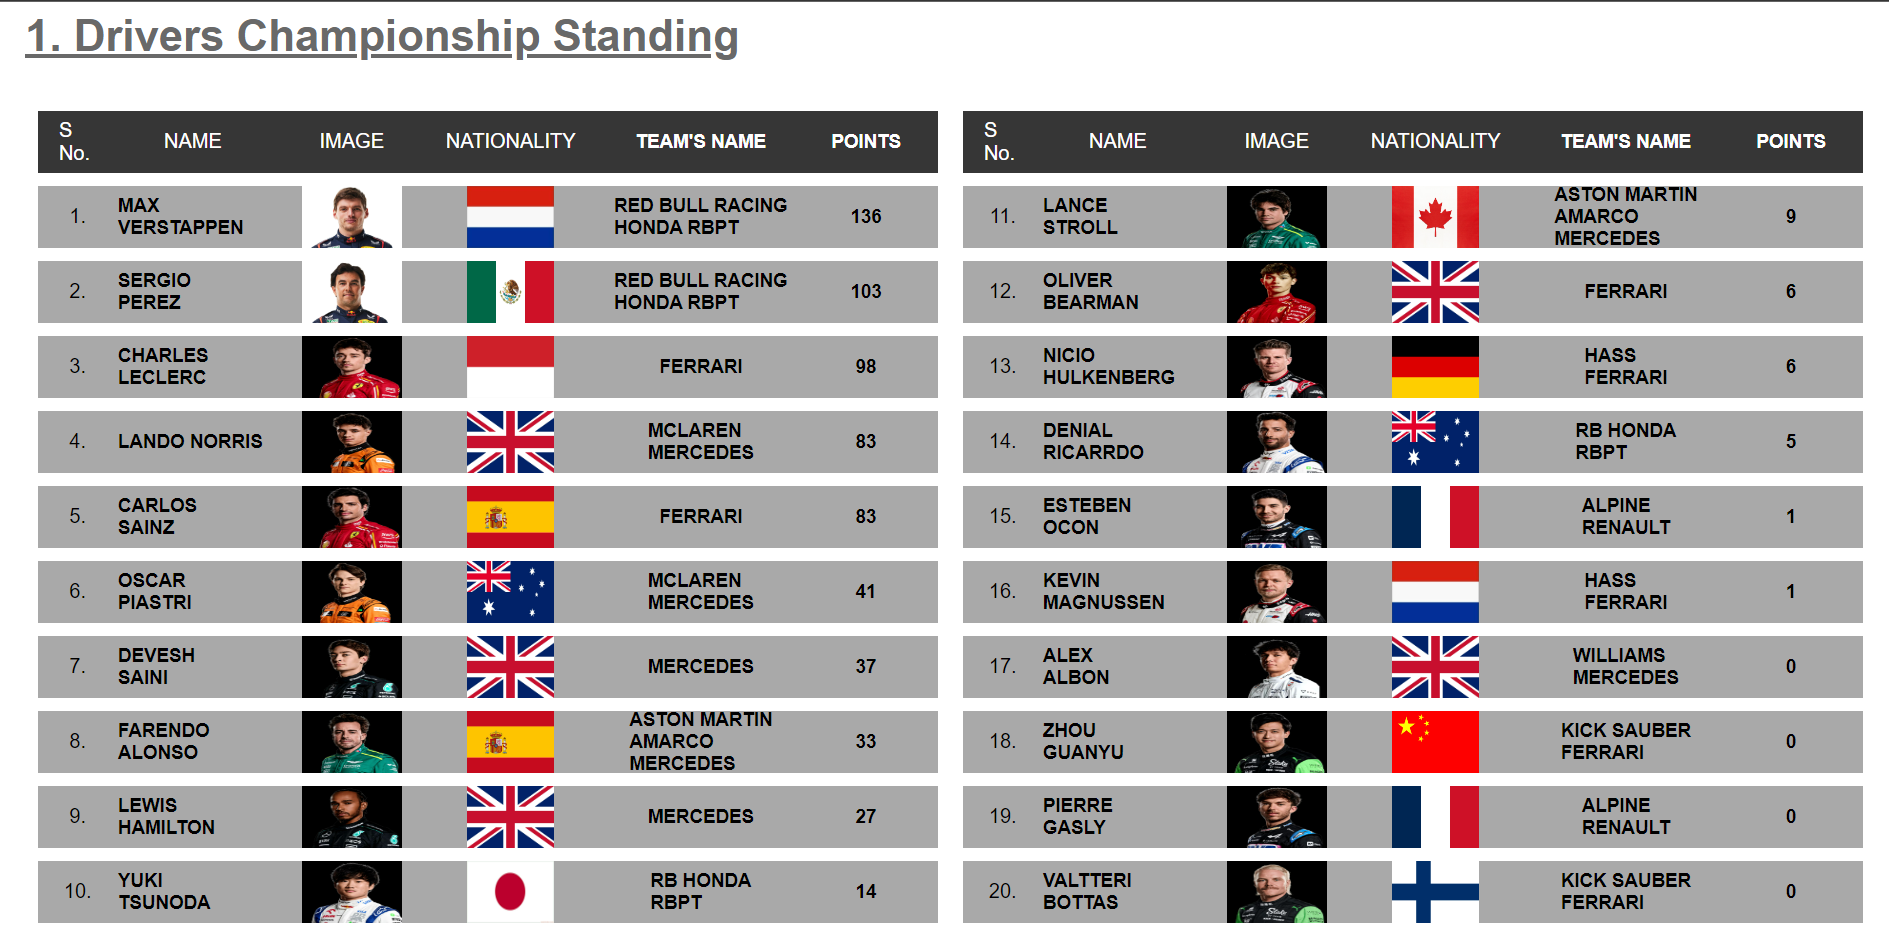 1. Drivers Championship Standing
S No. NAME IMAGE NATIONALITY TEAM'S NAME POINTS
1. MAX VERSTAPPEN RED BULL RACING HONDA RBPT 136
2. SERGIO PEREZ RED BULL RACING HONDA RBPT 103
3. CHARLES LECLERC FERRARI 98
4. LANDO NORRIS MCLAREN MERCEDES 83
5. CARLOS SAINZ FERRARI 83
6. OSCAR PIASTRI MCLAREN MERCEDES 41
7. DEVESH SAINI MERCEDES 37
8. FARENDO ALONSO ASTON MARTIN AMARCO MERCEDES 33
9. LEWIS HAMILTON MERCEDES 27
10. YUKI TSUNODA RB HONDA RBPT 14
S No. NAME IMAGE NATIONALITY TEAM'S NAME POINTS
11. LANCE STROLL ASTON MARTIN AMARCO MERCEDES 9
12. OLIVER BEARMAN FERRARI 6
13. NICIO HULKENBERG HASS FERRARI 6
14. DENIAL RICARRDO RB HONDA RBPT 5
15. ESTEBEN OCON ALPINE RENAULT 1
16. KEVIN MAGNUSSEN HASS FERRARI 1
17. ALEX ALBON WILLIAMS MERCEDES 0
18. ZHOU GUANYU KICK SAUBER FERRARI 0
19. PIERRE GASLY ALPINE RENAULT 0
20. VALTTERI BOTTAS KICK SAUBER FERRARI 0